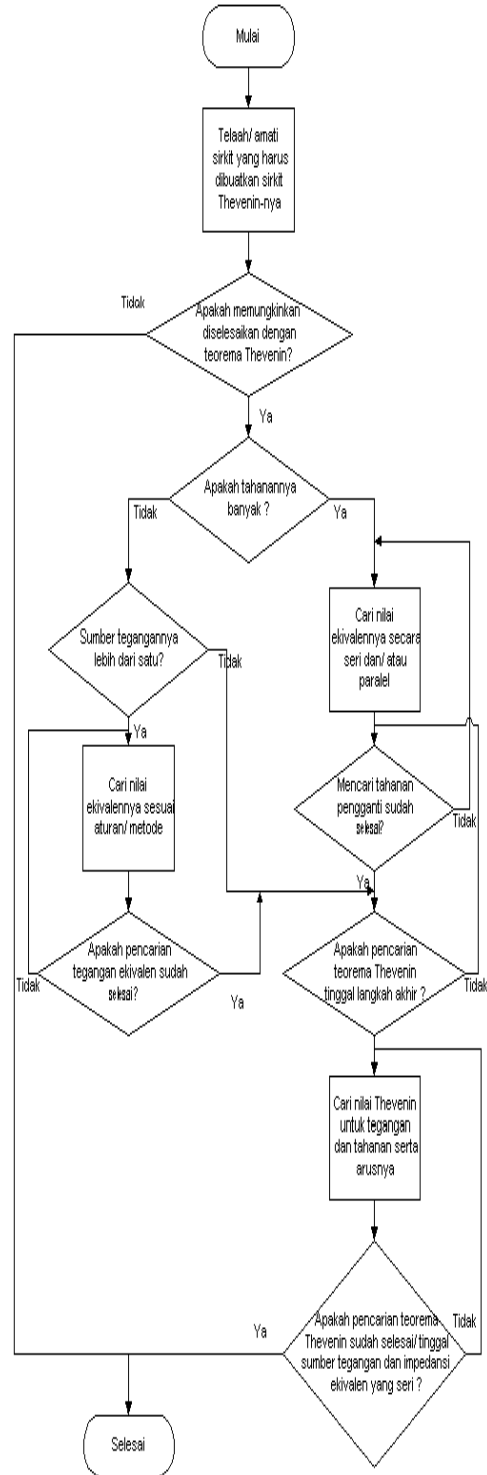 Mulai
Telaah/ amati
sirkit yang harus
dibuatkan sirkit
Thevenin-nya
Tidak
Apakah memungkinkan
diselesaikan dengan
teorema Thevenin?
Ya
Apakah tahanannya
banyak ?
Tidak
Ya
Sumber tegangannya
lebih dari satu?
Tidak
Ya
Cari nilai
ekivalennya secara
seri dan/ atau
paralel
Cari nilai
ekivalennya sesuai
aturan/ metode
Mencari tahanan
pengganti sudah
selesai?
Tidak
Ya
Apakah pencarian
tegangan ekivalen sudah
selesai?
Tidak
Ya
Apakah pencarian
teorema Thevenin
tinggal langkah akhir ?
Tidak
Cari nilai Thevenin
untuk tegangan
dan tahanan serta
arusnya
Apakah pencarian teorema
Thevenin sudah selesai/ tinggal
sumber tegangan dan impedansi
ekivalen yang seri ?
Ya
Tidak
Selesai